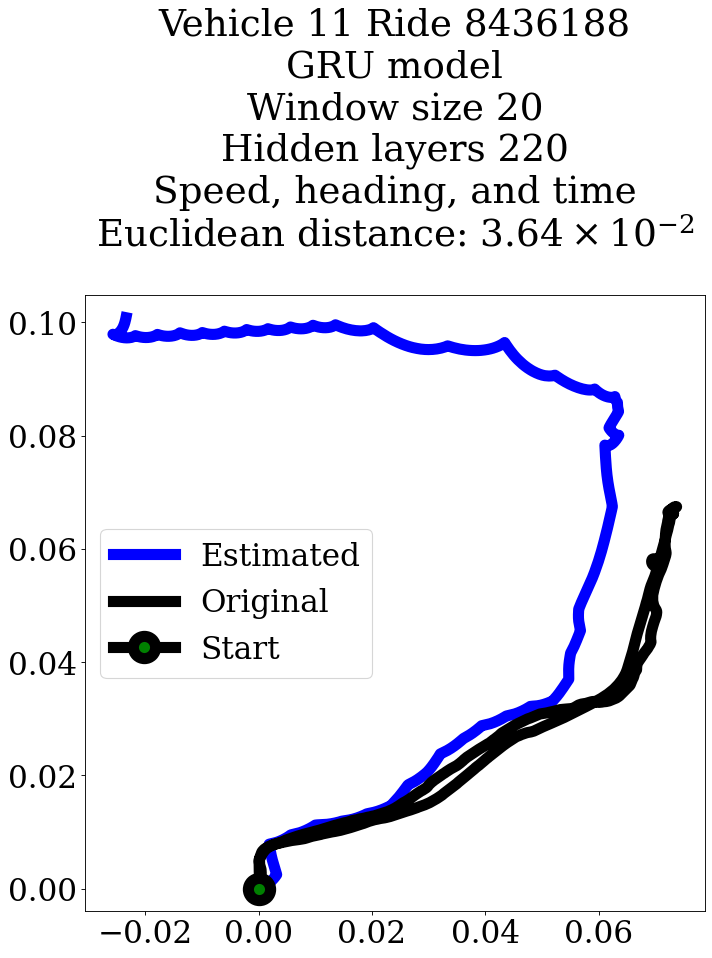 Vehicle 11 Ride 8436188
GRU model
Window size 20
Hidden layers 220
Speed, heading, and time
Euclidean distance: 3.64 × 10⁻²
0.10
0.08
0.06
0.04
0.02
0.00
Estimated
Original
Start
−0.02
0.00
0.02
0.04
0.06